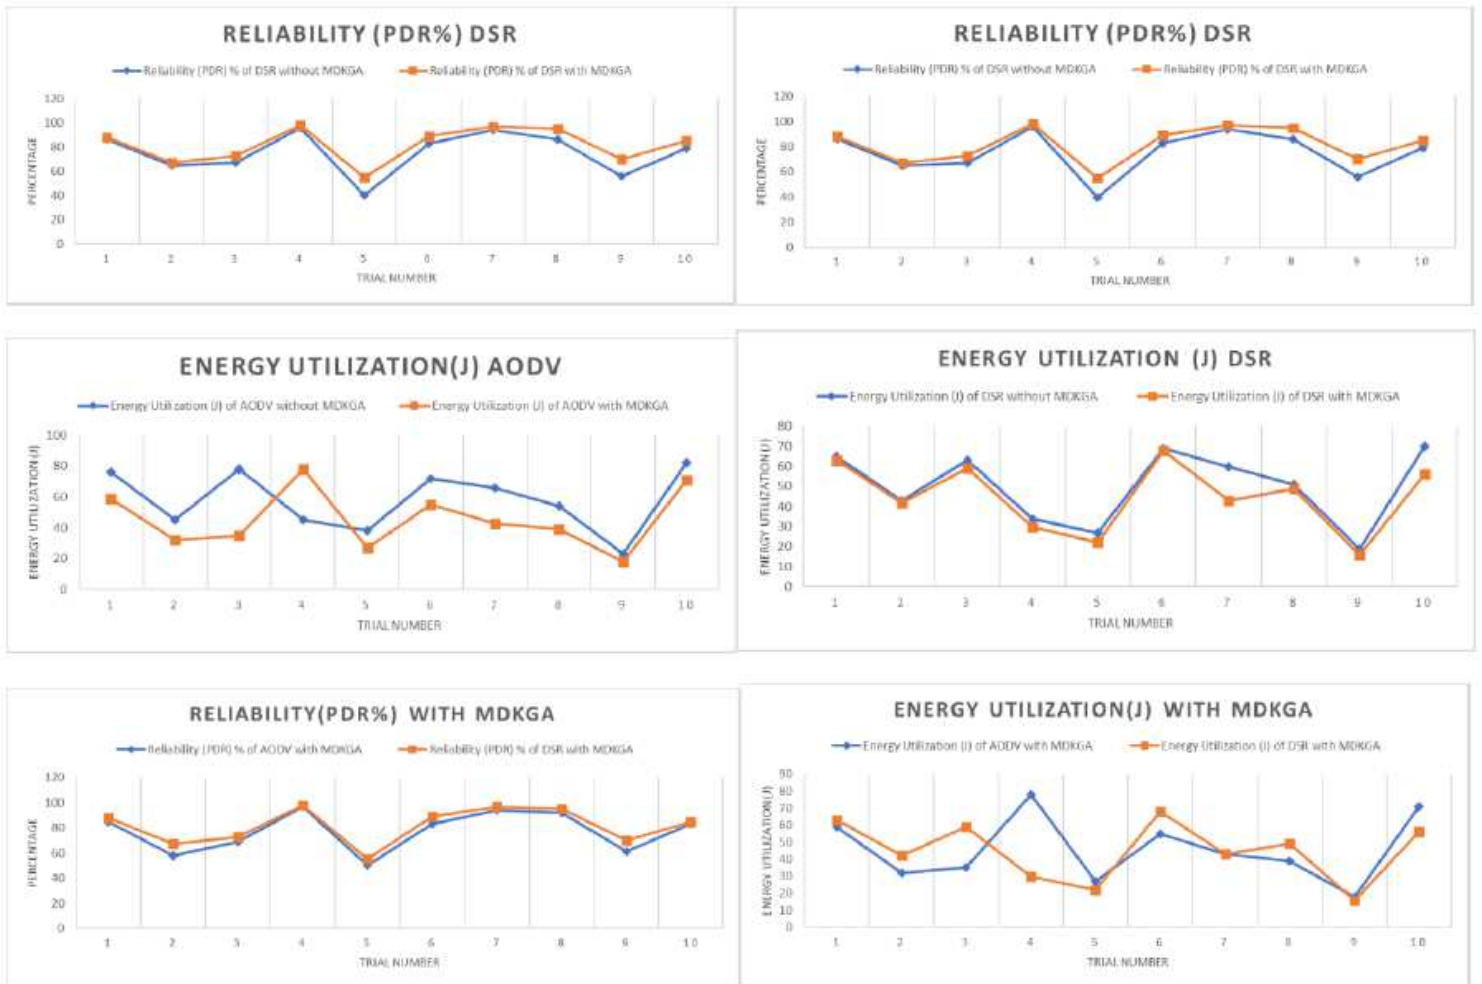 RELIABILITY (PDR%) DSR
Reliability (PDR) % of DSR without MDKGA
Reliability (PDR) % of DSR with MDKGA
120
100
80
60
40
20
0
PERCENTAGE
1 2 3 4 5 6 7 8 9 10
TRIAL NUMBER
RELIABILITY (PDR%) DSR
Reliability (PDR) % of DSR without MDKGA
Reliability (PDR) % of DSR with MDKGA
120
100
80
60
40
20
0
PERCENTAGE
1 2 3 4 5 6 7 8 9 10
TRIAL NUMBER
ENERGY UTILIZATION(J) AODV
Energy Utilization (J) of AODV without MDKGA
Energy Utilization (J) of AODV with MDKGA
100
80
60
40
20
0
ENERGY UTILIZATION(J)
1 2 3 4 5 6 7 8 9 10
TRIAL NUMBER
ENERGY UTILIZATION (J) DSR
Energy Utilization (J) of DSR without MDKGA
Energy Utilization (J) of DSR with MDKGA
80
70
60
50
40
30
20
10
0
ENERGY UTILIZATION(J)
1 2 3 4 5 6 7 8 9 10
TRIAL NUMBER
RELIABILITY(PDR%) WITH MDKGA
Reliability (PDR) % of AODV with MDKGA
Reliability (PDR) % of DSR with MDKGA
120
100
80
60
40
20
0
PERCENTAGE
1 2 3 4 5 6 7 8 9 10
TRIAL NUMBER
ENERGY UTILIZATION(J) WITH MDKGA
Energy Utilization (J) of AODV with MDKGA
Energy Utilization (J) of DSR with MDKGA
90
80
70
60
50
40
30
20
10
0
ENERGY UTILIZATION(J)
1 2 3 4 5 6 7 8 9 10
TRIAL NUMBER